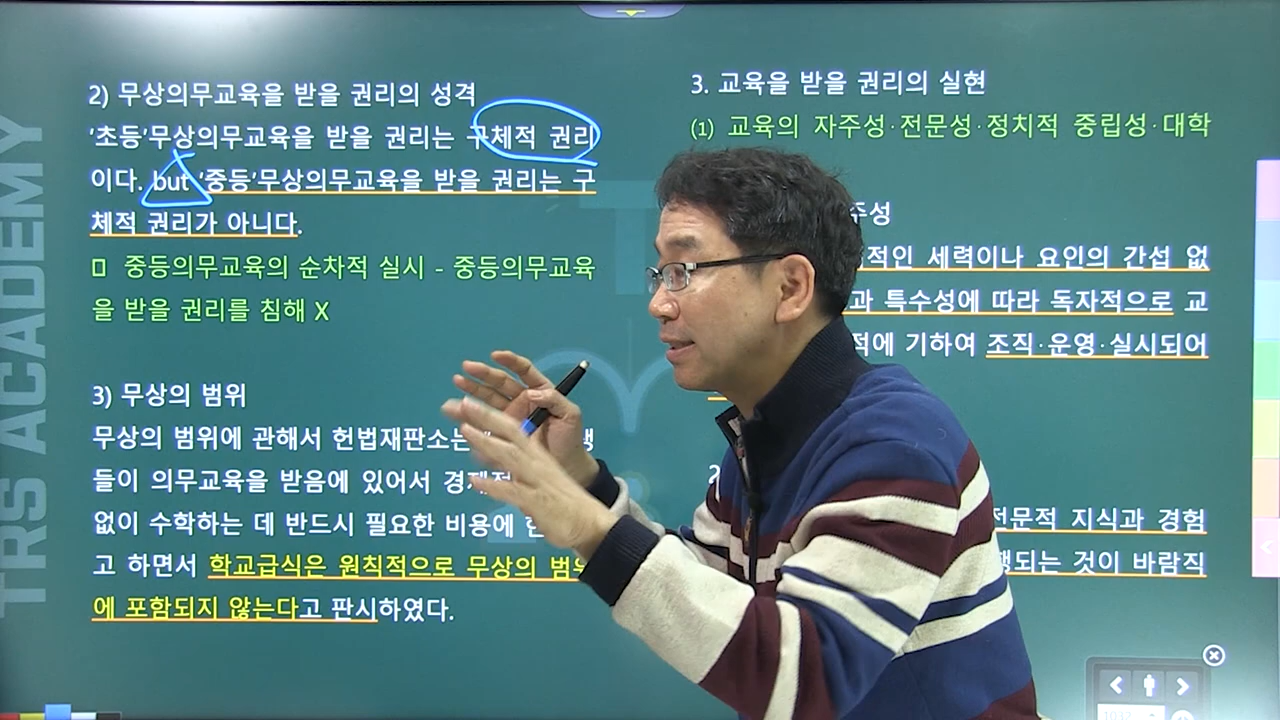 2) 무상의무교육을 받을 권리의 성격
'초등'무상의무교육을 받을 권리는 구체적 권리
이다. but '중등'무상의무교육을 받을 권리는 구
체적 권리가 아니다.
중등의무교육의 순차적 실시 - 중등의무교육
을 받을 권리를 침해 X
3) 무상의 범위
무상의 범위에 관해서 헌법재판소는
들이 의무교육을 받음에 있어서
없이 수학하는 데 반드시 필요한 비용에
고 하면서 학교급식은 원칙적으로 무상의 범위
에 포함되지 않는다고 판시하였다.
3. 교육을 받을 권리의 실현
(1) 교육의 자주성·전문성·정치적 중립성·대학
주성
적인 세력이나 요인의 간섭 없
과 특수성에 따라 독자적으로 교
적에 기하여 조직·운영·실시되어
전문적 지식과 경험
행되는 것이 바람직
TRS ACADEMY